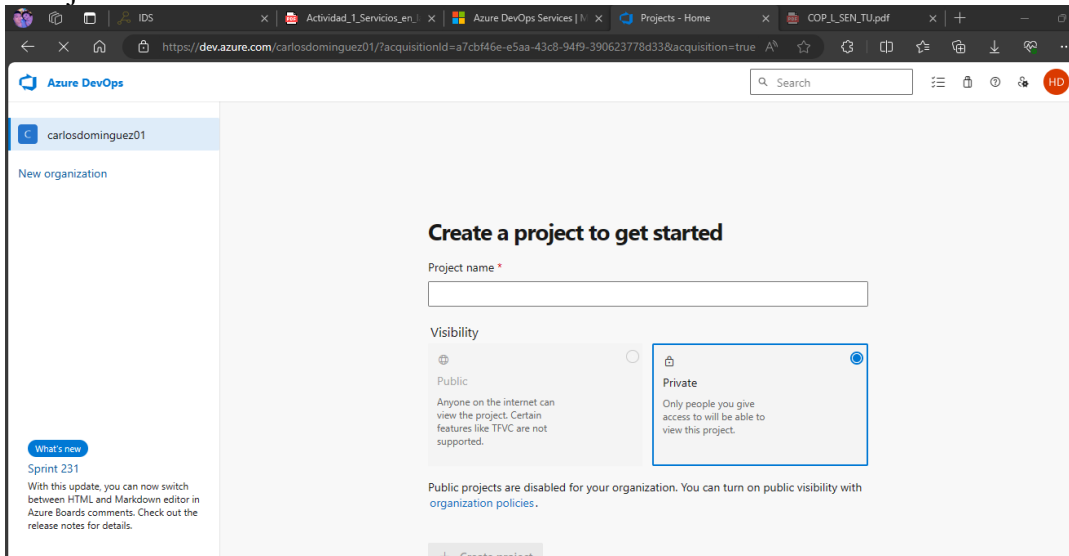 IDS
Actividad_1_Servicios_en_l
Azure DevOps Services | M
Projects - Home
COP_L_SEN_TU.pdf
https://dev.azure.com/carlosdominguez01/?acquisitionId=a7cbf46e-e5aa-43c8-94f9-390623778d33&acquisition=true
Azure DevOps
Search
HD
C carlosdominguez01
New organization
Create a project to get started
Project name *
Visibility
Public
Anyone on the internet can
view the project. Certain
features like TFVC are not
supported.
Private
Only people you give
access to will be able to
view this project.
Public projects are disabled for your organization. You can turn on public visibility with
organization policies.
+ Create project
What's new
Sprint 231
With this update, you can now switch
between HTML and Markdown editor in
Azure Boards comments. Check out the
release notes for details.